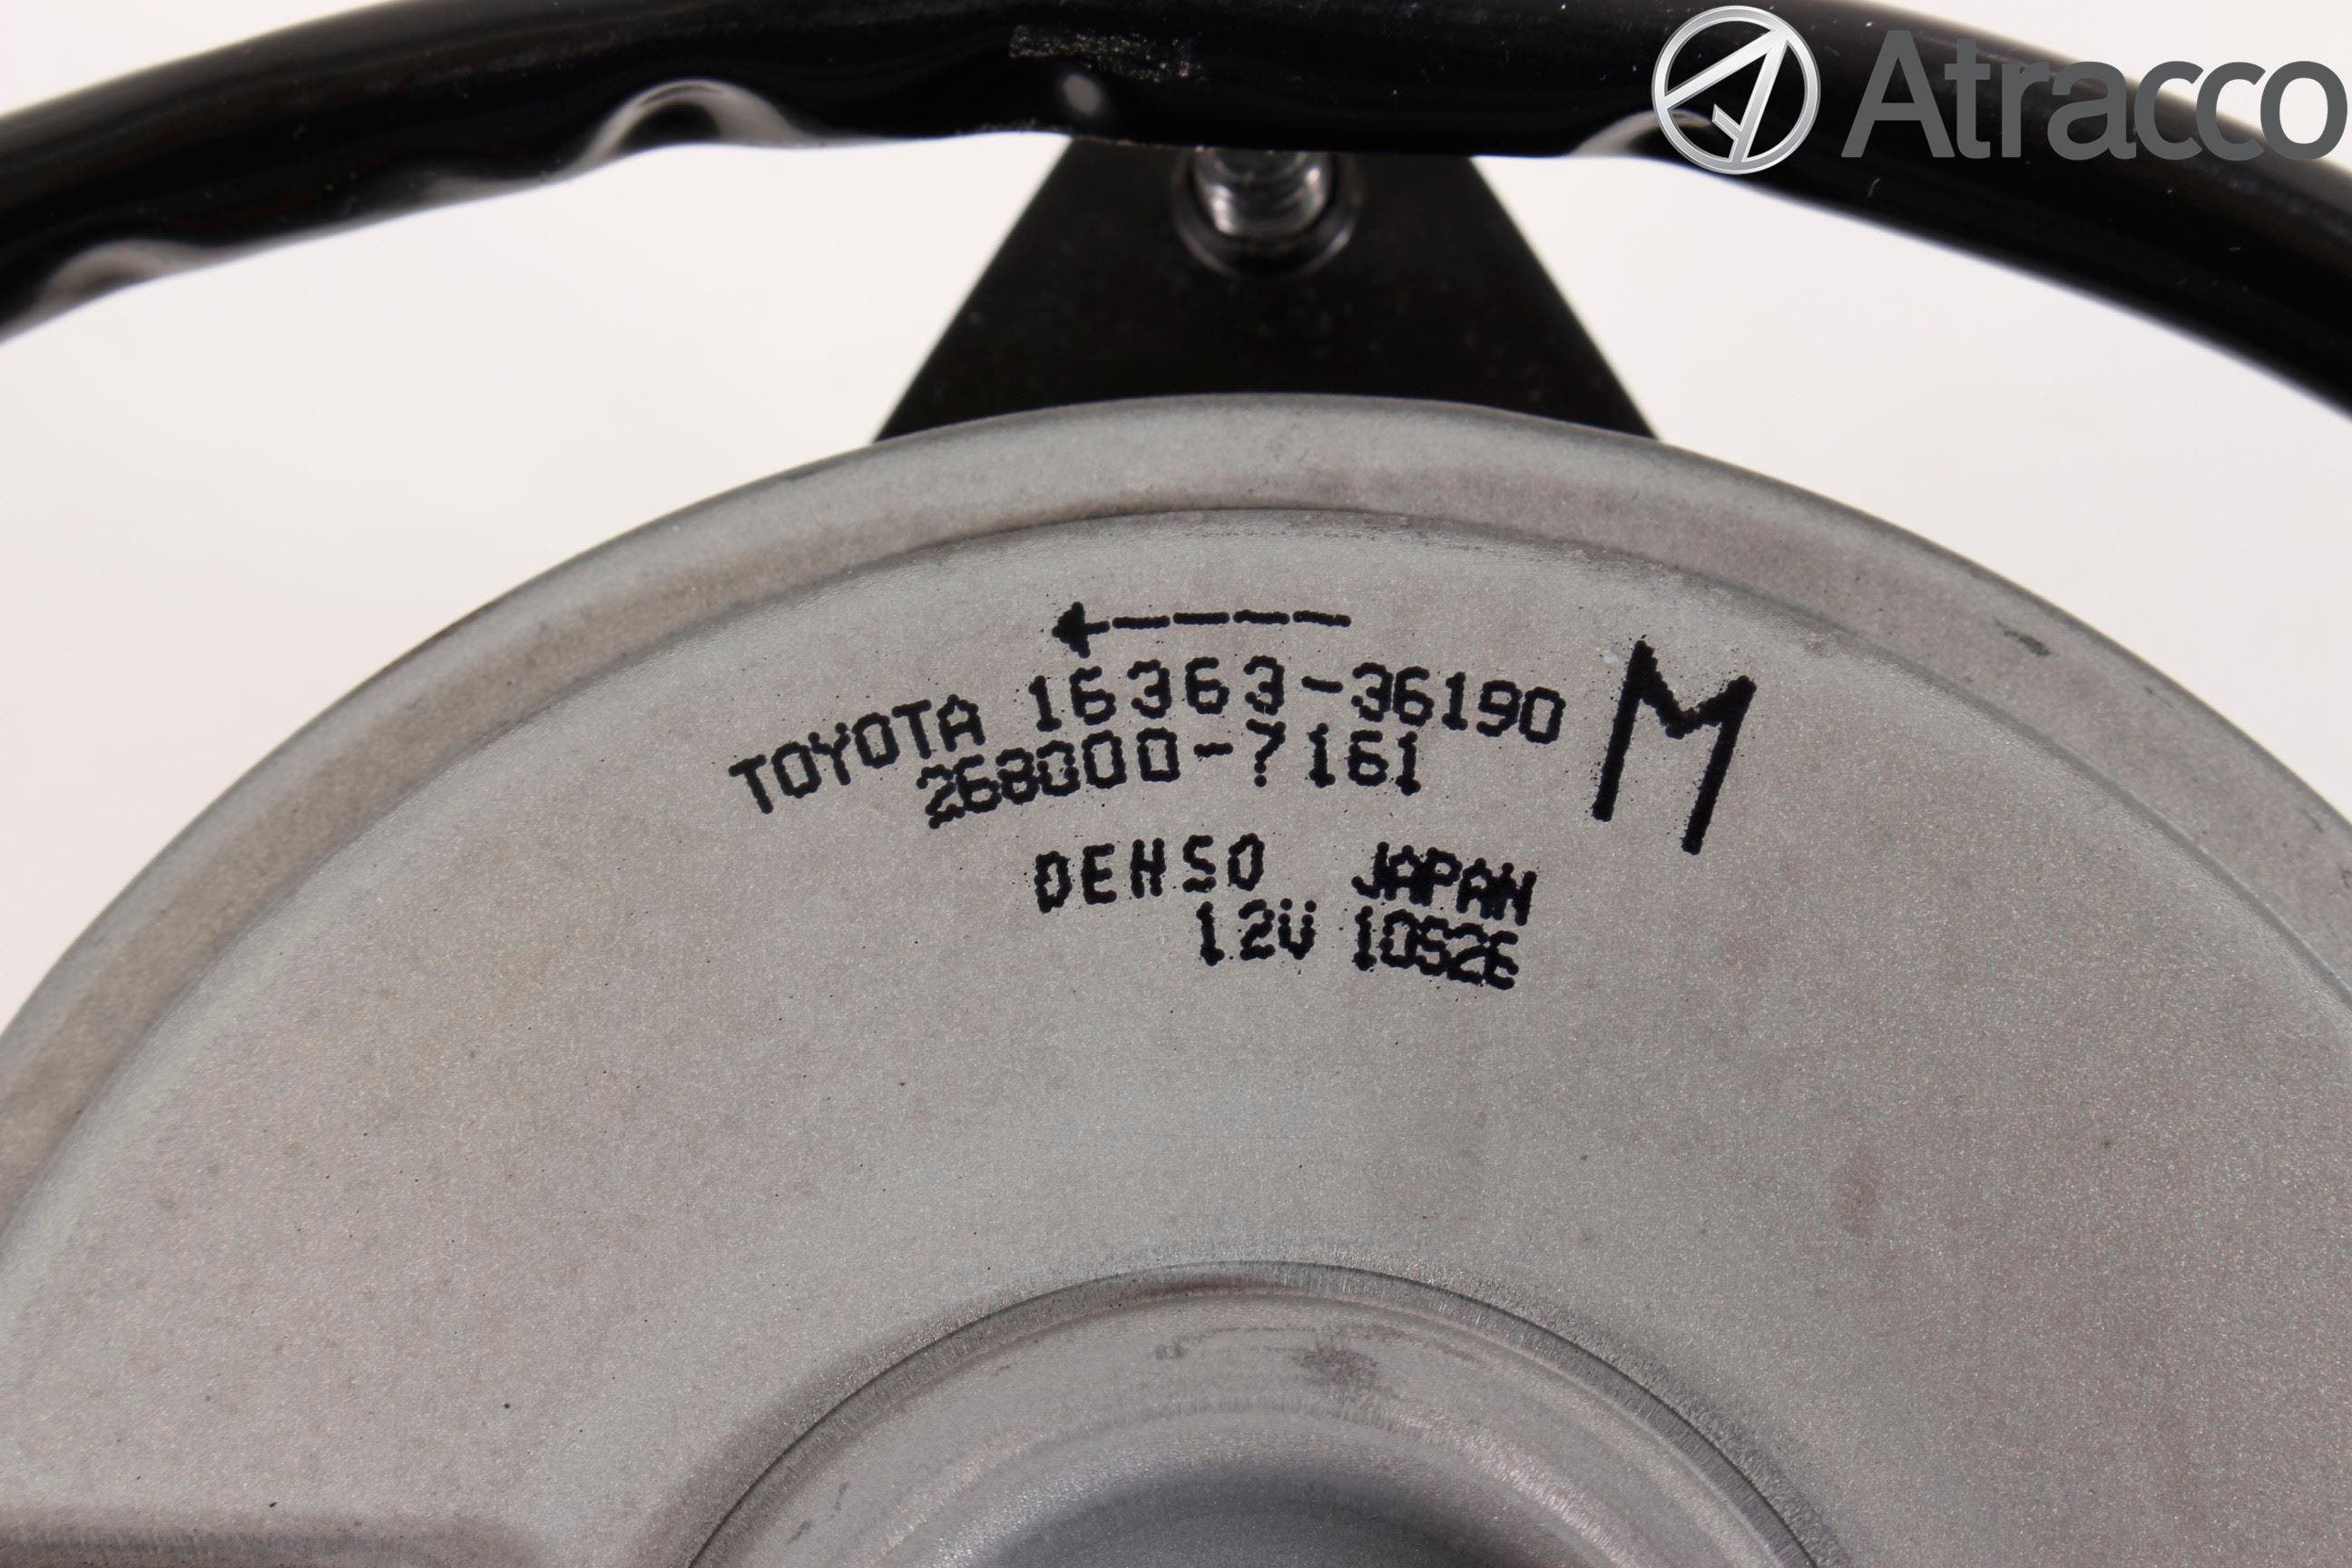 Atracco
TOYOTA 16363-36190
M
268000-7161
DENSO JAPAN
12V 10526